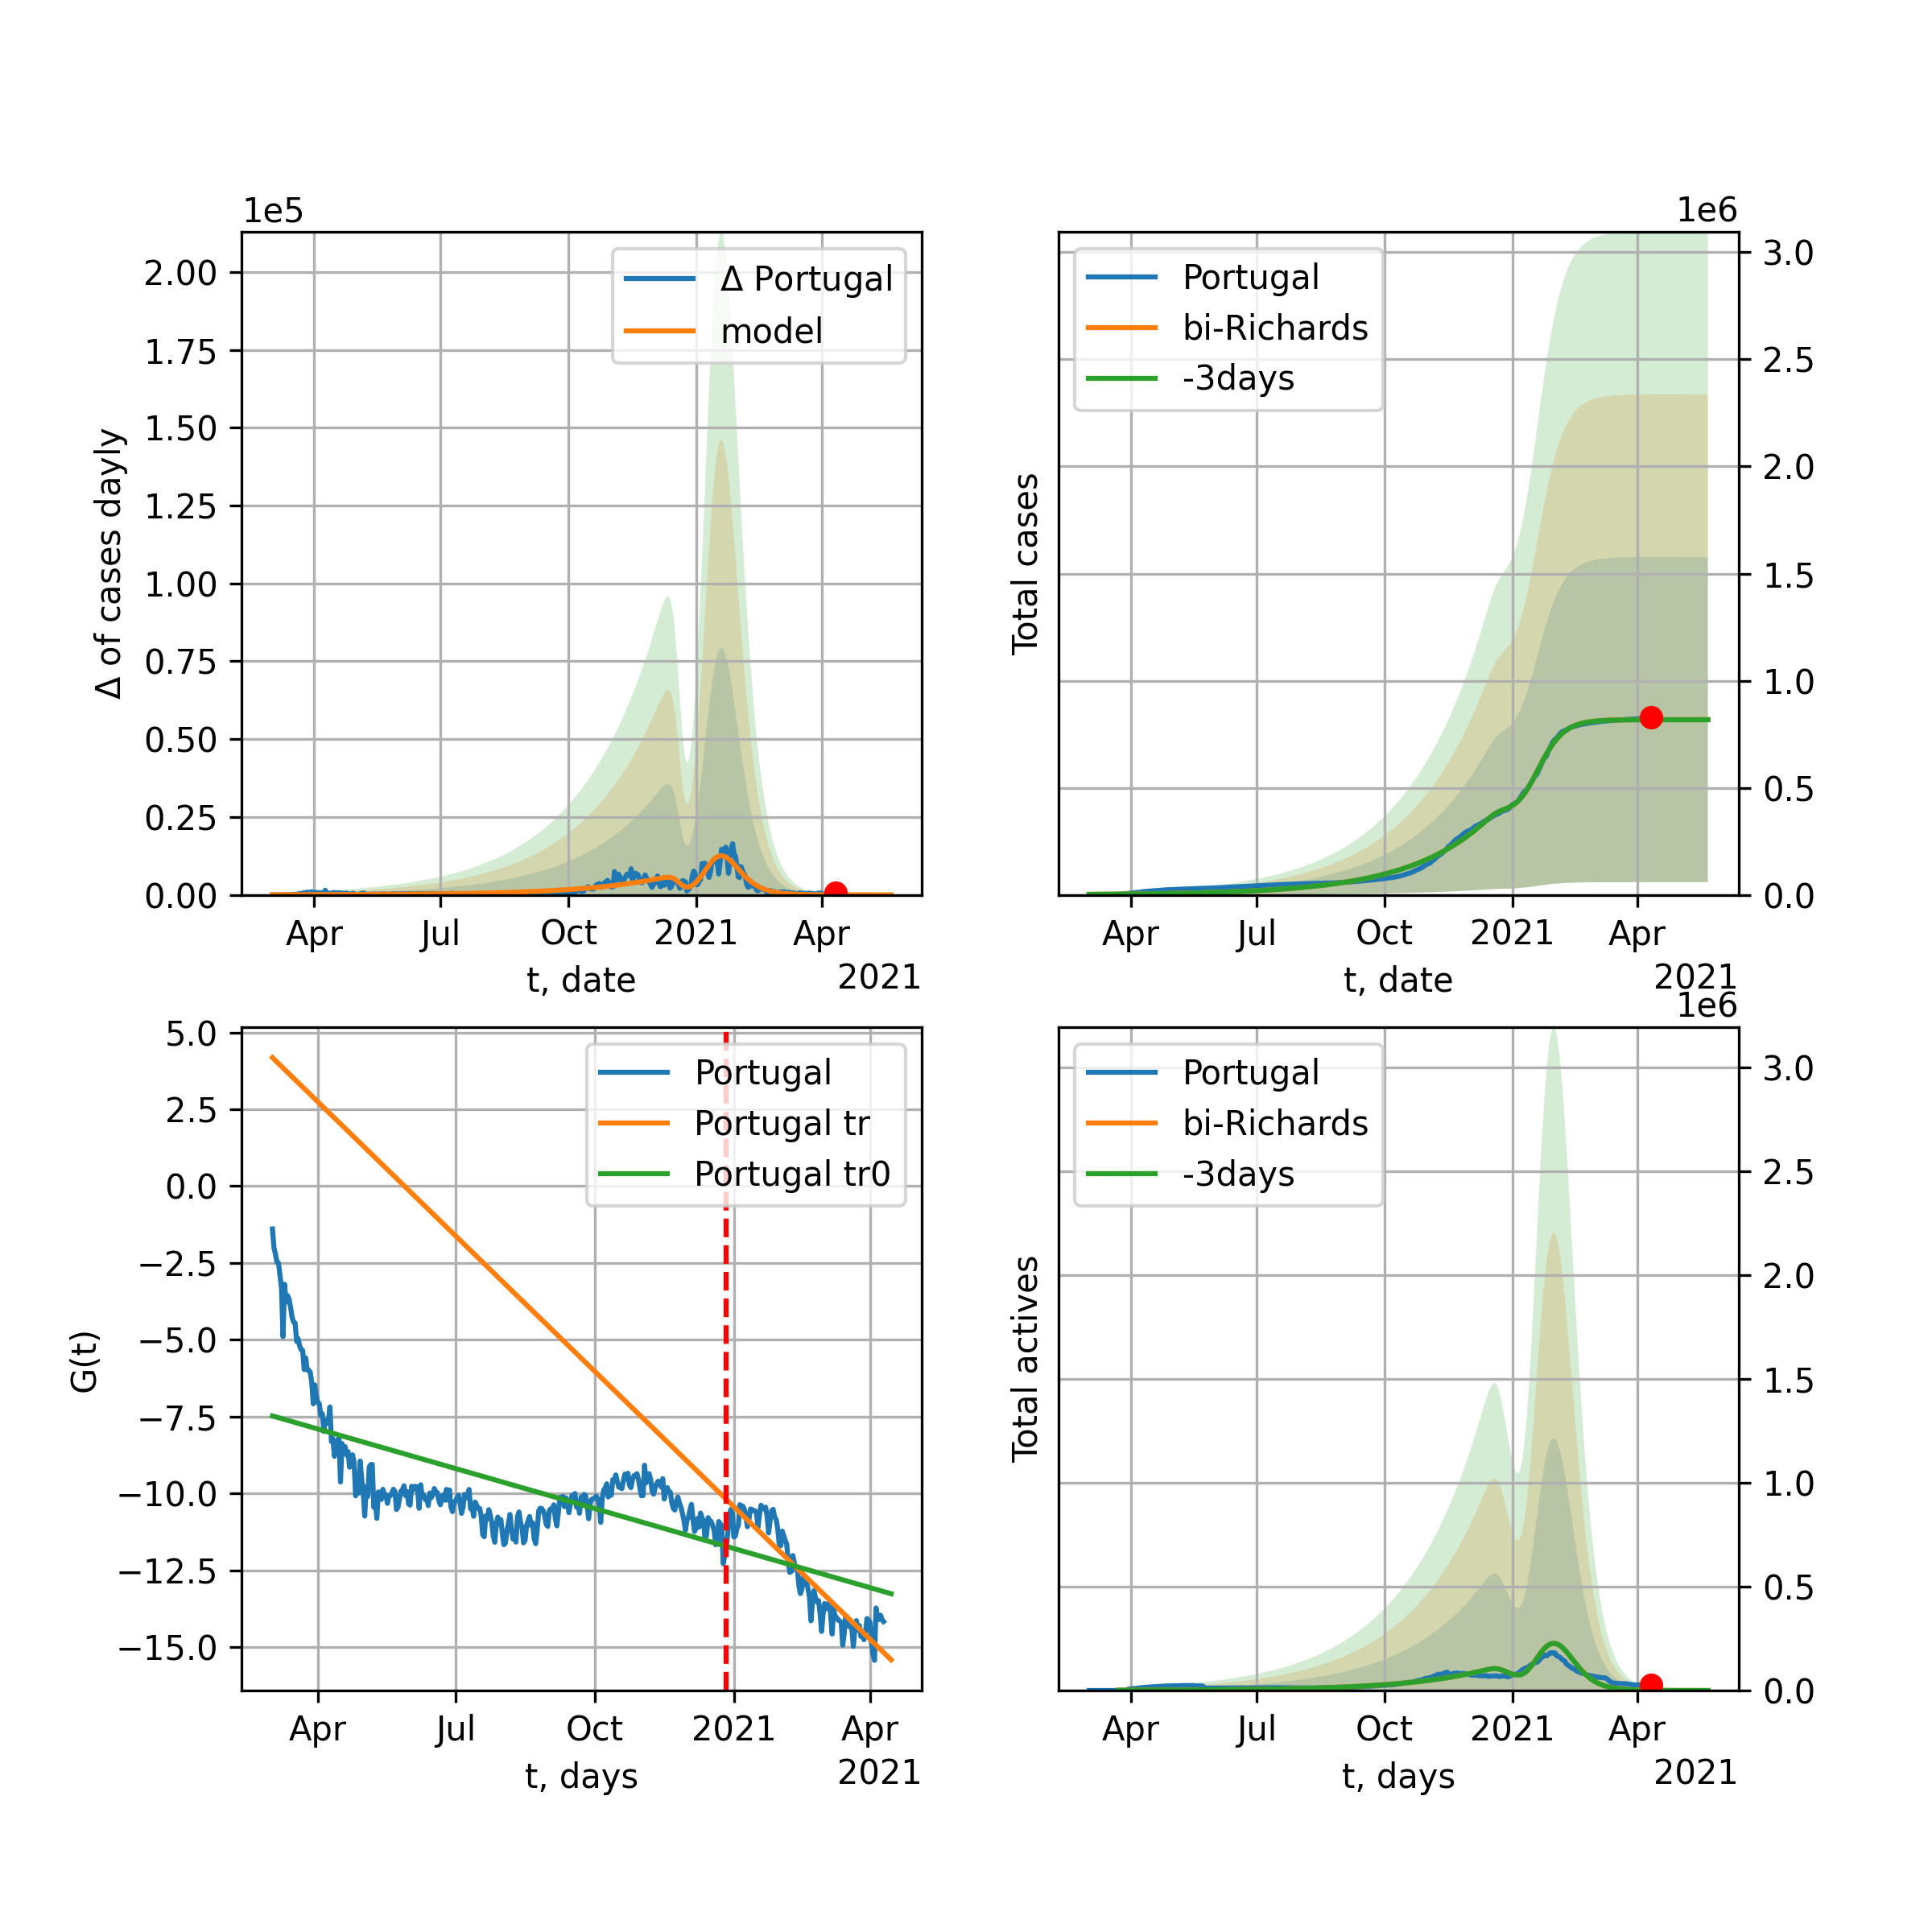 1e5
2.00
1.75
1.50
1.25
1.00
0.75
0.50
0.25
0.00
Δ of cases dayly
Δ Portugal
model
Apr
Jul
Oct
2021
Apr
t, date
2021
1e6
3.0
2.5
2.0
1.5
1.0
0.5
0.0
Total cases
Portugal
bi-Richards
-3days
Apr
Jul
Oct
2021
Apr
t, date
2021
5.0
2.5
0.0
−2.5
−5.0
−7.5
−10.0
−12.5
−15.0
G(t)
Portugal
Portugal tr
Portugal tr0
Apr
Jul
Oct
2021
Apr
t, days
2021
1e6
3.0
2.5
2.0
1.5
1.0
0.5
0.0
Total actives
Portugal
bi-Richards
-3days
Apr
Jul
Oct
2021
Apr
t, days
2021